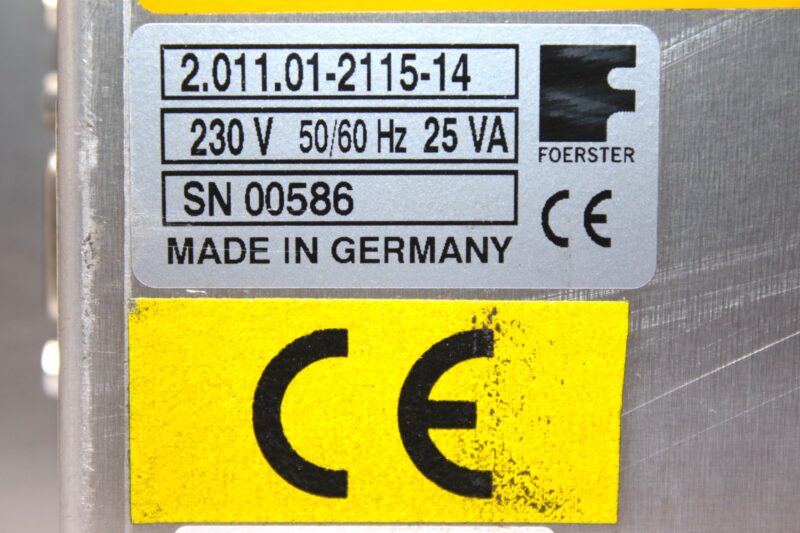 2.011.01-2115-14
230 V 50/60 Hz 25 VA
FOERSTER
SN 00586
CE
MADE IN GERMANY
CE